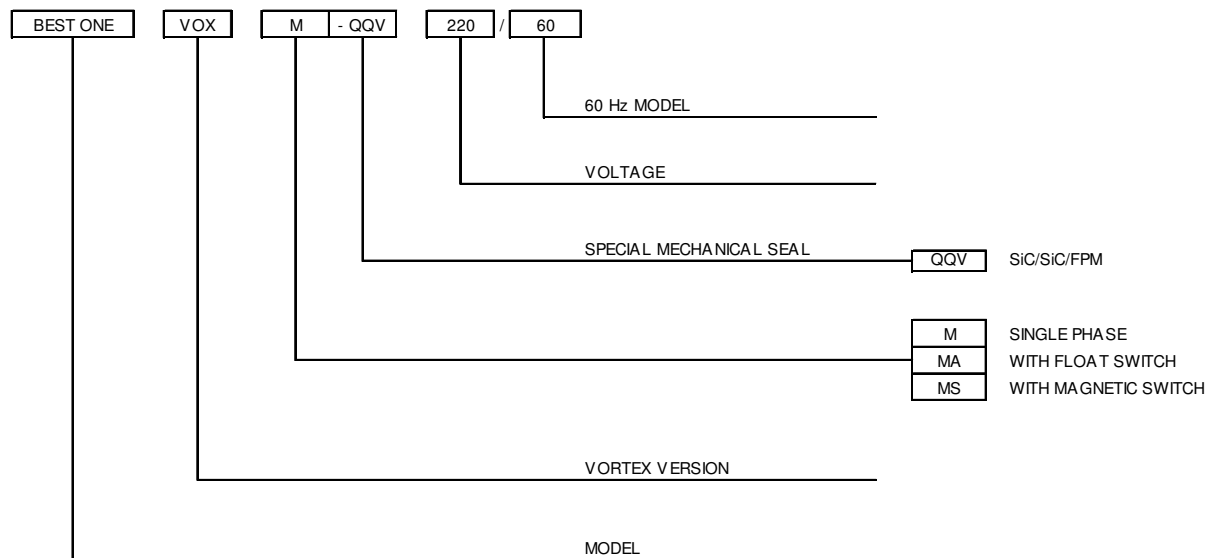 BEST ONE VOX M - QQV 220 / 60
60 Hz MODEL
VOLTAGE
SPECIAL MECHANICAL SEAL QQV SiC/SiC/FPM
M SINGLE PHASE
MA WITH FLOAT SWITCH
MS WITH MAGNETIC SWITCH
VORTEX VERSION
MODEL